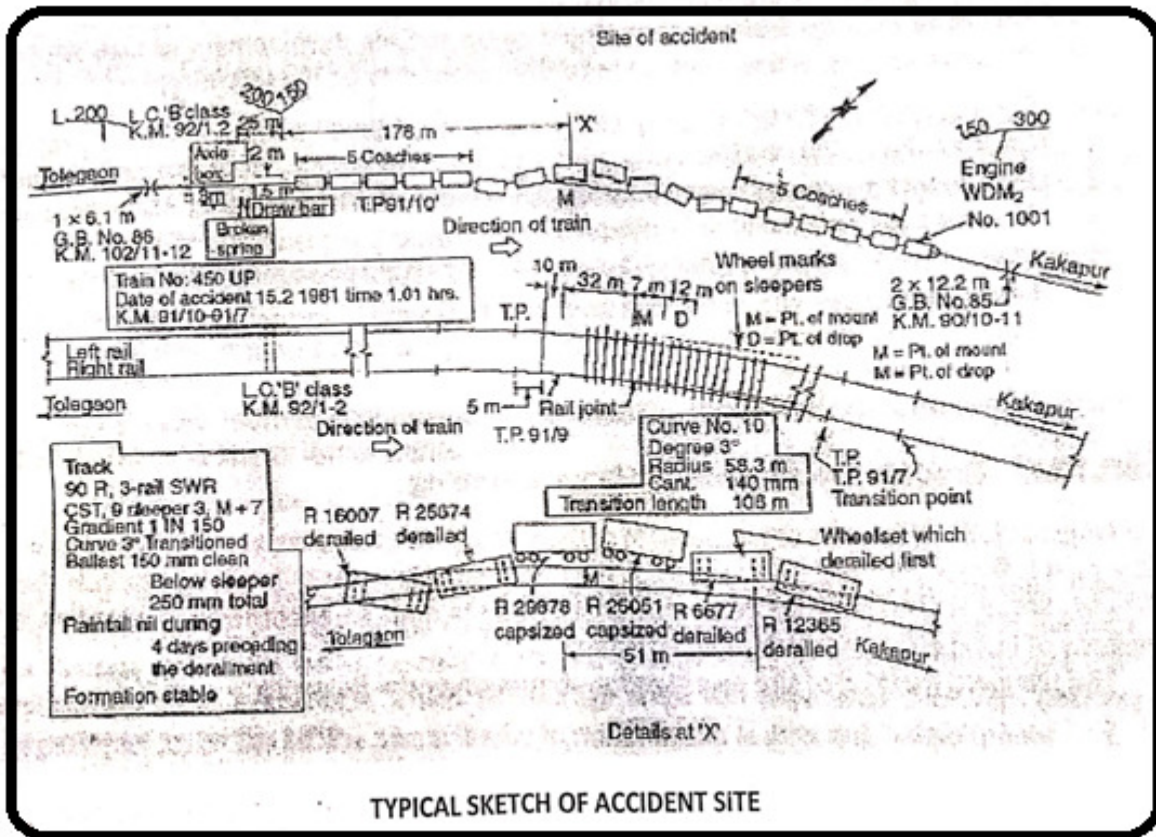 Site of accident
L 200
L.C.'B' class
K.M. 92/1-2
200 150
25 m
176 m
'X'
150 300
Engine
WDM2
No. 1001
Axle
box
2 m
5 Coaches
5 Coaches
Tolegaon
3m
1.5 m
Draw bar
T.P91/10'
M
1 x 6.1 m
G.B. No. 86
K.M. 102/11-12
Broken
spring
Direction of train
Kakapur
Train No: 450 UP
Date of accident 15.2 1961 time 1.01 hrs.
K.M. 91/10-91/7
10 m
32 m 7 m 12 m
Wheel marks
on sleepers
2 x 12.2 m
G.B. No.85
K.M. 90/10-11
T.P.
M
D
M = Pt. of mount
D = Pt. of drop
M = Pt. of mount
M = Pt. of drop
Left rail
Right rail
Tolegaon
L.C.'B' class
K.M. 92/1-2
5 m
Rail joint
Kakapur
Direction of train
T.P. 91/9
Curve No. 10
Degree 3°
Radius 58.3 m
Cant. 140 mm
Transition length 108 m
T.P.
T.P. 91/7
Transition point
Track
90 R, 3-rail SWR
CST, 9 sleeper 3, M + 7
Gradient 1 IN 150
Curve 3° Transitioned
Ballast 150 mm clean
Below sleeper
250 mm total
Rainfall nil during
4 days preceding
the derailment
Formation stable
R 16007
derailed
R 25674
derailed
Wheelset which
derailed first
M
R 29878
capsized
R 25051
capsized
R 6677
derailed
R 12365
derailed
Tolegaon
Kakapur
51 m
Details at 'X'
TYPICAL SKETCH OF ACCIDENT SiTE